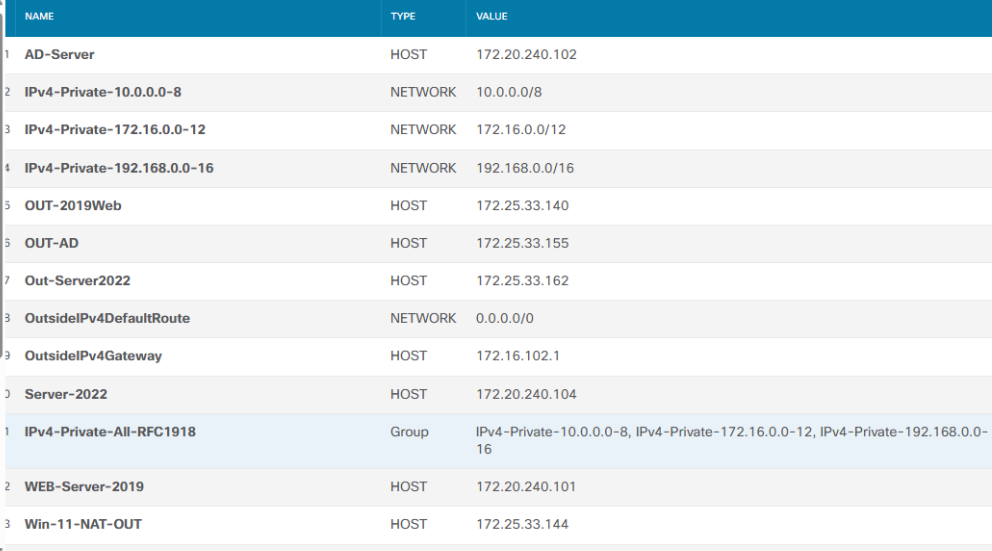 NAME TYPE VALUE
1 AD-Server HOST 172.20.240.102
2 IPv4-Private-10.0.0.0-8 NETWORK 10.0.0.0/8
3 IPv4-Private-172.16.0.0-12 NETWORK 172.16.0.0/12
4 IPv4-Private-192.168.0.0-16 NETWORK 192.168.0.0/16
5 OUT-2019Web HOST 172.25.33.140
6 OUT-AD HOST 172.25.33.155
7 Out-Server2022 HOST 172.25.33.162
8 OutsideIPv4DefaultRoute NETWORK 0.0.0.0/0
9 OutsideIPv4Gateway HOST 172.16.102.1
0 Server-2022 HOST 172.20.240.104
1 IPv4-Private-All-RFC1918 Group IPv4-Private-10.0.0.0-8, IPv4-Private-172.16.0.0-12, IPv4-Private-192.168.0.0-
16
2 WEB-Server-2019 HOST 172.20.240.101
3 Win-11-NAT-OUT HOST 172.25.33.144